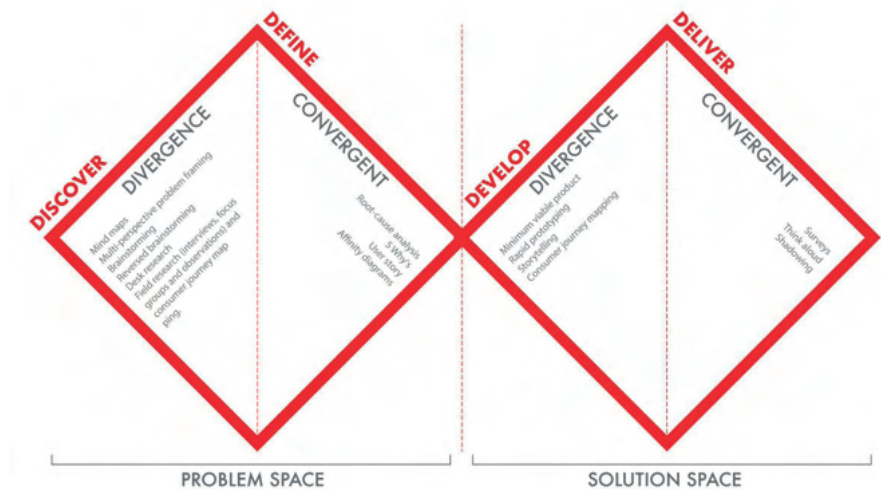 DISCOVER
DIVERGENCE
Mind maps
Multi-perspective problem framing
Brainstorming
Reversed brainstorming
Desk research
Field research (interviews, focus
groups and observations) and
consumer journey map
ping.
DEFINE
CONVERGENT
Root-cause analysis
5 Why's
User story
Affinity diagrams
DEVELOP
DIVERGENCE
Minimum viable product
Rapid prototyping
Storytelling
Consumer journey mapping
DELIVER
CONVERGENT
Surveys
Think aloud
Shadowing
PROBLEM SPACE
SOLUTION SPACE